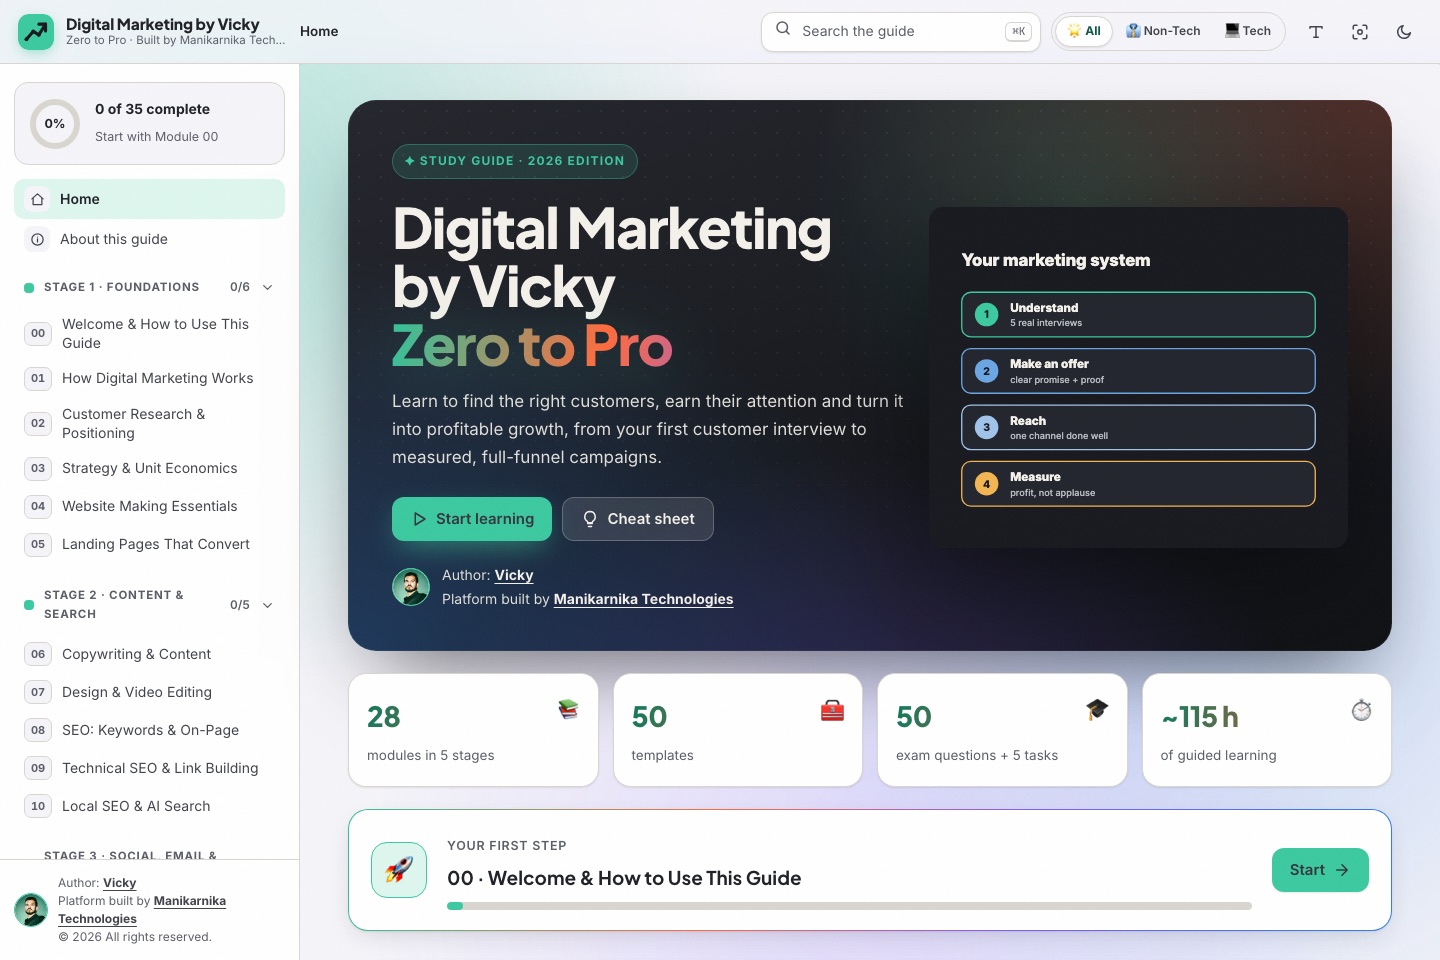 Digital Marketing by Vicky
Zero to Pro · Built by Manikarnika Tech...
Home
Search the guide
⌘K
All
Non-Tech
Tech
0%
0 of 35 complete
Start with Module 00
Home
About this guide
STAGE 1 · FOUNDATIONS 0/6
00 Welcome & How to Use This
Guide
01 How Digital Marketing Works
02 Customer Research &
Positioning
03 Strategy & Unit Economics
04 Website Making Essentials
05 Landing Pages That Convert
STAGE 2 · CONTENT &
SEARCH
0/5
06 Copywriting & Content
07 Design & Video Editing
08 SEO: Keywords & On-Page
09 Technical SEO & Link Building
10 Local SEO & AI Search
STAGE 3 · SOCIAL, EMAIL &
Author: Vicky
Platform built by Manikarnika
Technologies
© 2026 All rights reserved.
✦ STUDY GUIDE · 2026 EDITION
Digital Marketing
by Vicky
Zero to Pro
Learn to find the right customers, earn their attention and turn it
into profitable growth, from your first customer interview to
measured, full-funnel campaigns.
Start learning
Cheat sheet
Author: Vicky
Platform built by Manikarnika Technologies
Your marketing system
1 Understand
5 real interviews
2 Make an offer
clear promise + proof
3 Reach
one channel done well
4 Measure
profit, not applause
28
modules in 5 stages
50
templates
50
exam questions + 5 tasks
~115 h
of guided learning
YOUR FIRST STEP
00 · Welcome & How to Use This Guide
Start →